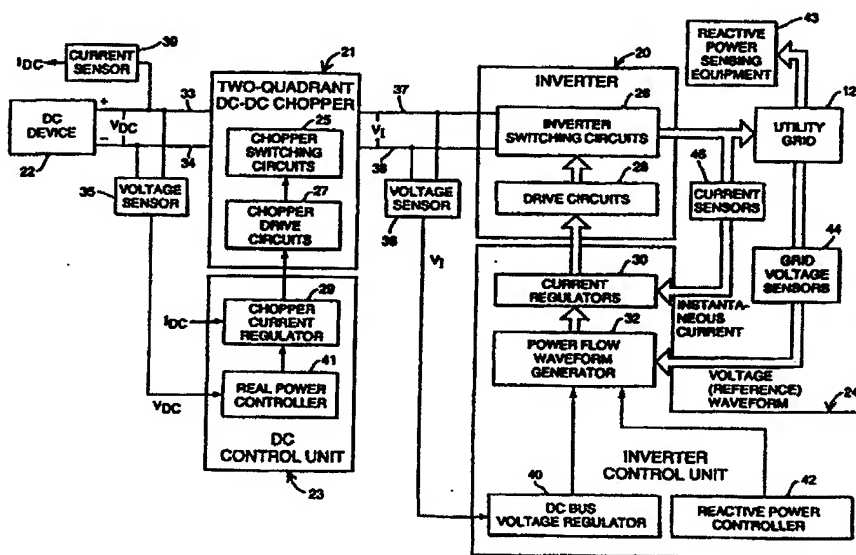 39
IDC
CURRENT
SENSOR
21
TWO-QUADRANT
DC-DC CHOPPER
20
INVERTER
43
REACTIVE
POWER
SENSING
EQUIPMENT
DC
DEVICE
22
+
−
VDC
33
34
25
CHOPPER
SWITCHING
CIRCUITS
37
VI
38
26
INVERTER
SWITCHING
CIRCUITS
12
UTILITY
GRID
35
VOLTAGE
SENSOR
27
CHOPPER
DRIVE
CIRCUITS
VOLTAGE
SENSOR
36
28
DRIVE CIRCUITS
CURRENT
SENSORS
44
GRID
VOLTAGE
SENSORS
VI
29
IDC
CHOPPER
CURRENT
REGULATOR
30
CURRENT
REGULATORS
INSTANTA-
NEOUS
CURRENT
32
POWER FLOW
WAVEFORM
GENERATOR
41
VDC
REAL POWER
CONTROLLER
VOLTAGE
(REFERENCE)
WAVEFORM
24
DC
CONTROL UNIT
23
INVERTER
CONTROL UNIT
40
DC BUS
VOLTAGE REGULATOR
42
REACTIVE POWER
CONTROLLER